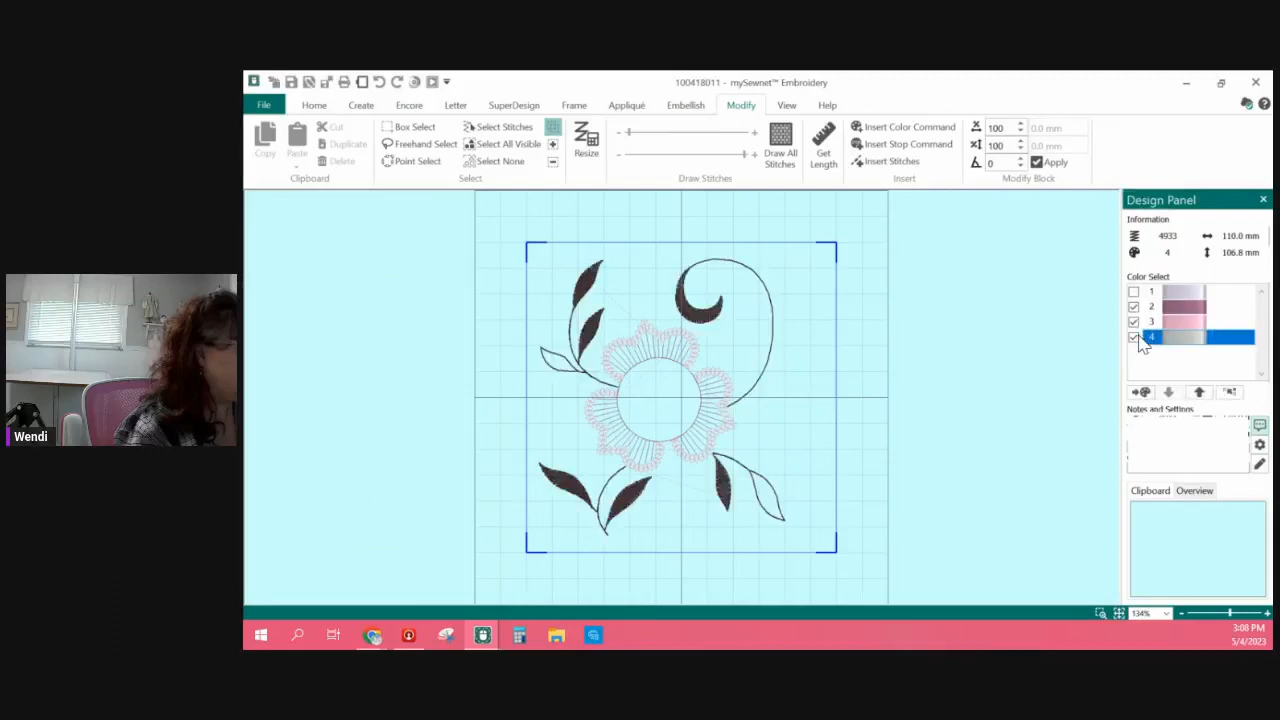 100418011 - mySewnet™ Embroidery
File Home Create Encore Letter SuperDesign Frame Appliqué Embellish Modify View Help
Copy
Paste
Cut
Duplicate
Delete
Clipboard
Box Select
Freehand Select
Point Select
Select Stitches
Select All Visible
Select None
Select
Resize
Draw All
Stitches
Draw Stitches
Get
Length
Insert Color Command
Insert Stop Command
Insert Stitches
Insert
100 0.0 mm
100 0.0 mm
0 Apply
Modify Block
Design Panel
Information
4933 110.0 mm
4 106.8 mm
Color Select
1
2
3
4
Notes and Settings
Clipboard Overview
134%
3:08 PM
5/4/2023
Wendi